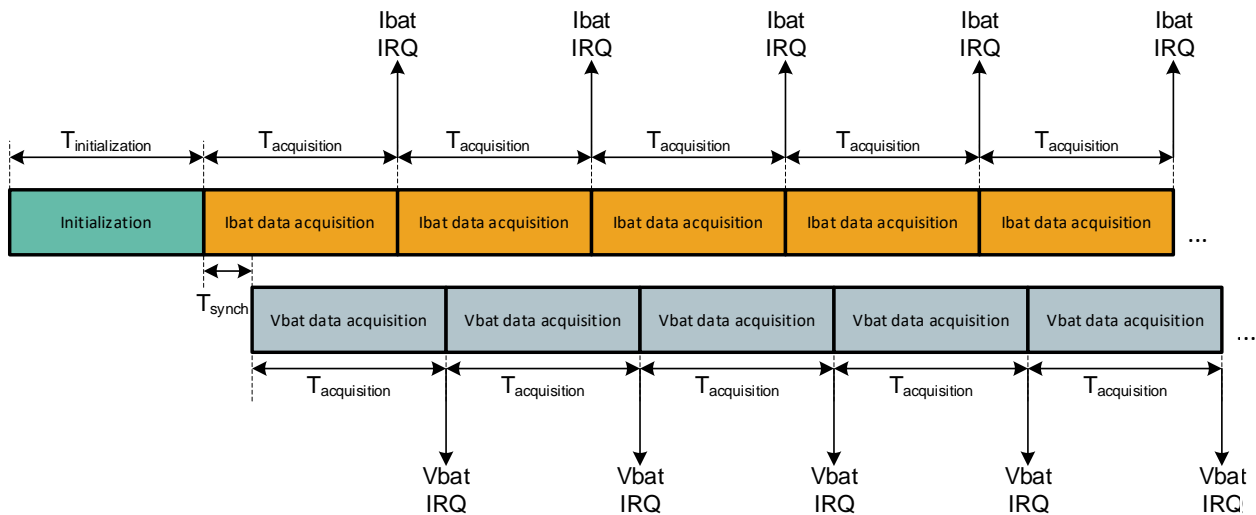 Ibat
IRQ
Ibat
IRQ
Ibat
IRQ
Ibat
IRQ
Ibat
IRQ
Tinitialization
Tacquisition
Tacquisition
Tacquisition
Tacquisition
Tacquisition
Initialization
Ibat data acquisition
Ibat data acquisition
Ibat data acquisition
Ibat data acquisition
Ibat data acquisition
...
Tsynch
Vbat data acquisition
Vbat data acquisition
Vbat data acquisition
Vbat data acquisition
Vbat data acquisition
...
Tacquisition
Tacquisition
Tacquisition
Tacquisition
Tacquisition
Vbat
IRQ
Vbat
IRQ
Vbat
IRQ
Vbat
IRQ
Vbat
IRQ